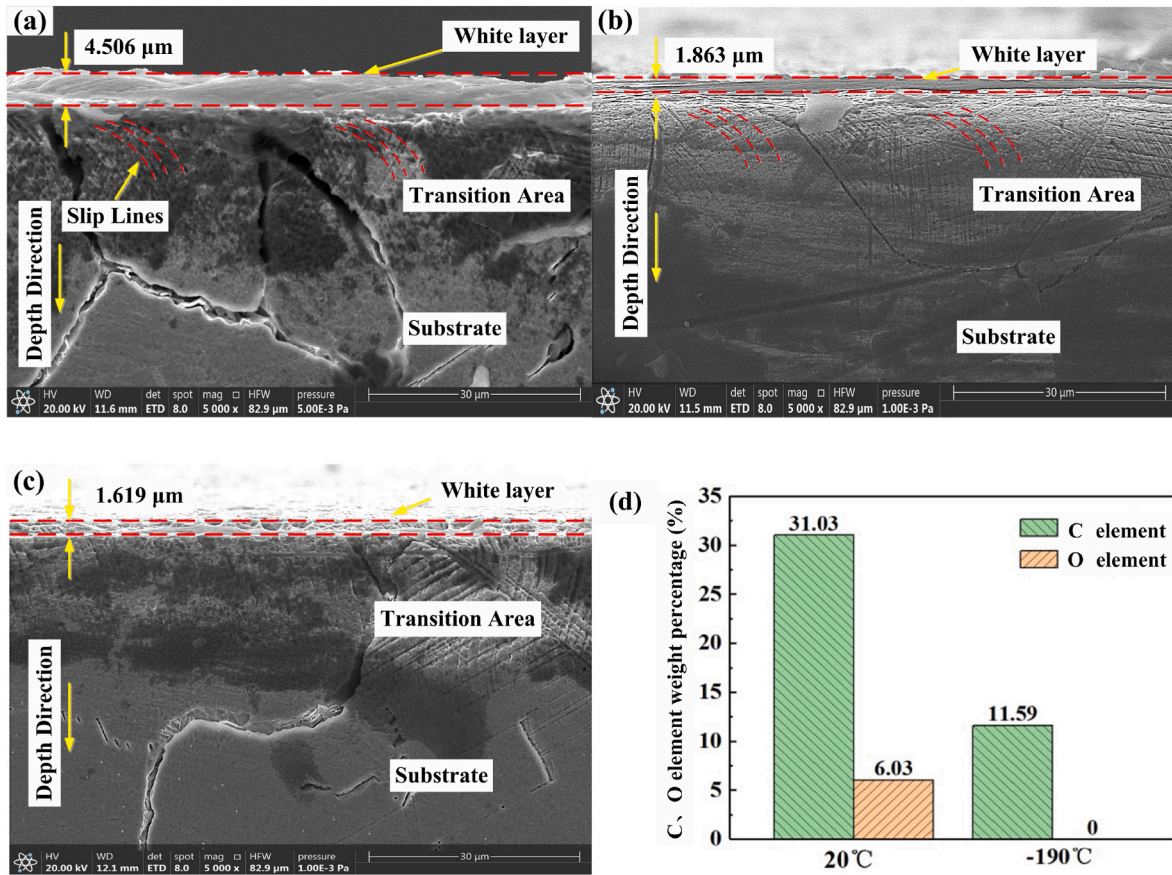 (a)
4.506 μm
White layer
Slip Lines
Transition Area
Depth Direction
Substrate
HV WD det spot mag □ HFW pressure
20.00 kV 11.6 mm ETD 8.0 5 000 x 82.9 μm 5.00E-3 Pa
30 μm
(b)
1.863 μm
White layer
Transition Area
Depth Direction
Substrate
HV WD det spot mag □ HFW pressure
20.00 kV 11.5 mm ETD 8.0 5 000 x 82.9 μm 1.00E-3 Pa
30 μm
(c)
1.619 μm
White layer
Transition Area
Depth Direction
Substrate
HV WD det spot mag □ HFW pressure
20.00 kV 12.1 mm ETD 8.0 5 000 x 82.9 μm 1.00E-3 Pa
30 μm
(d)
C、O element weight percentage (%)
35
30
25
20
15
10
5
0
31.03
6.03
11.59
0
C element
O element
20℃
-190℃